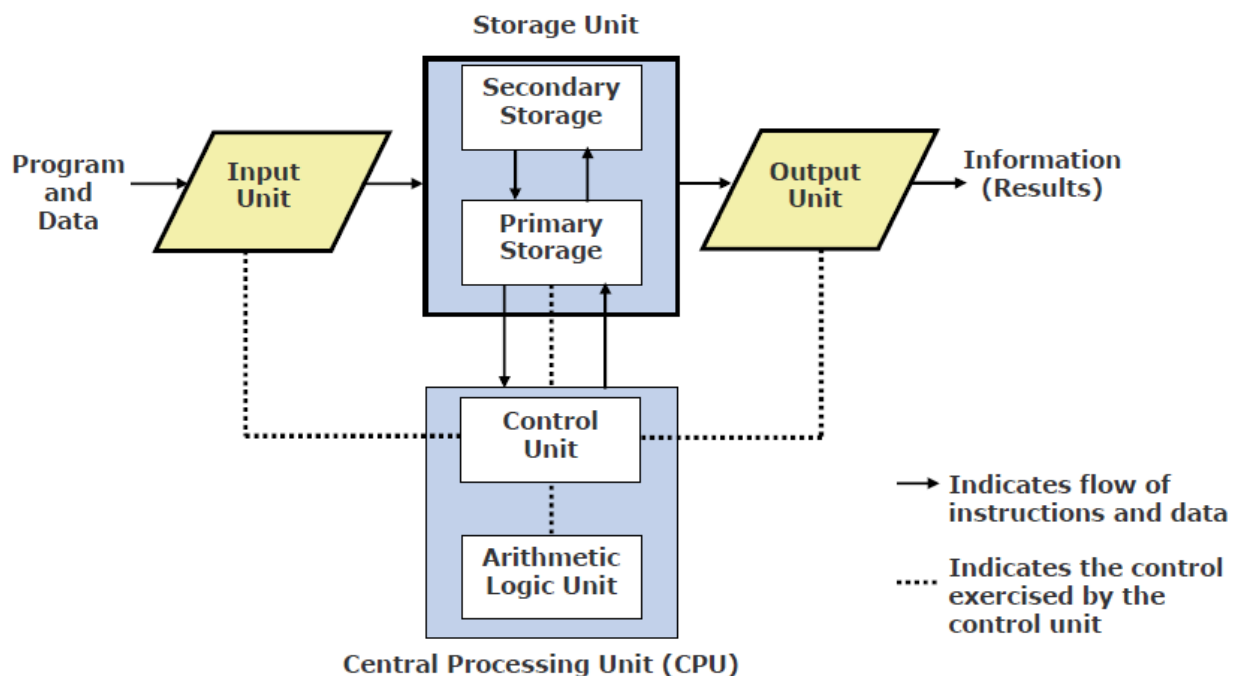 Storage Unit
Secondary
Storage
Program
and
Data
Input
Unit
Primary
Storage
Output
Unit
Information
(Results)
Control
Unit
Arithmetic
Logic Unit
Central Processing Unit (CPU)
Indicates flow of
instructions and data
Indicates the control
exercised by the
control unit